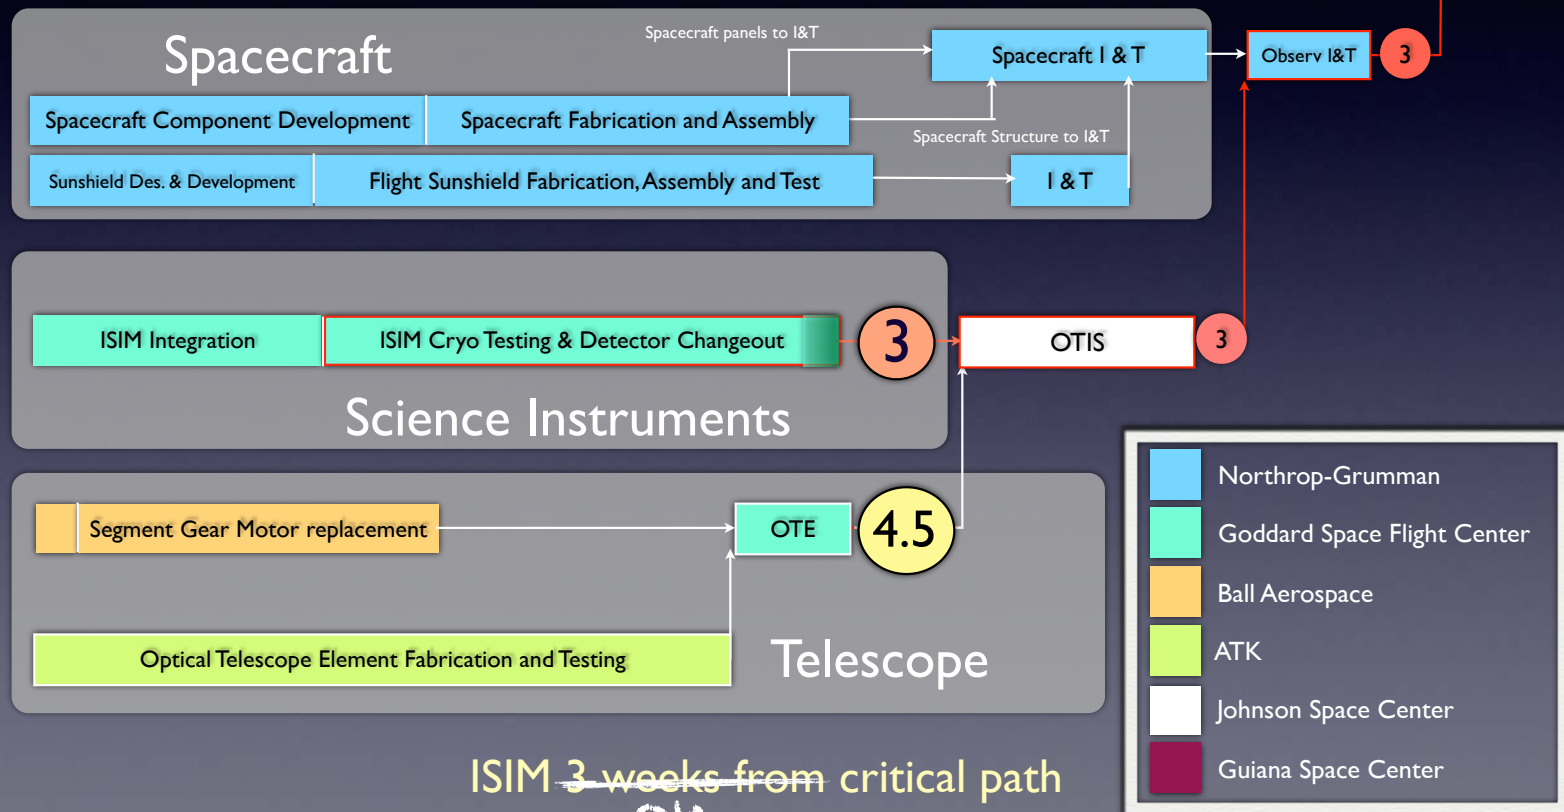 Spacecraft
Spacecraft panels to I&T
Spacecraft I & T
Observ I&T
3
Spacecraft Component Development
Spacecraft Fabrication and Assembly
Spacecraft Structure to I&T
Sunshield Des. & Development
Flight Sunshield Fabrication, Assembly and Test
I & T
ISIM Integration
ISIM Cryo Testing & Detector Changeout
3
OTIS
3
Science Instruments
Segment Gear Motor replacement
OTE
4.5
Optical Telescope Element Fabrication and Testing
Telescope
Northrop-Grumman
Goddard Space Flight Center
Ball Aerospace
ATK
Johnson Space Center
Guiana Space Center
ISIM 3 weeks from critical path